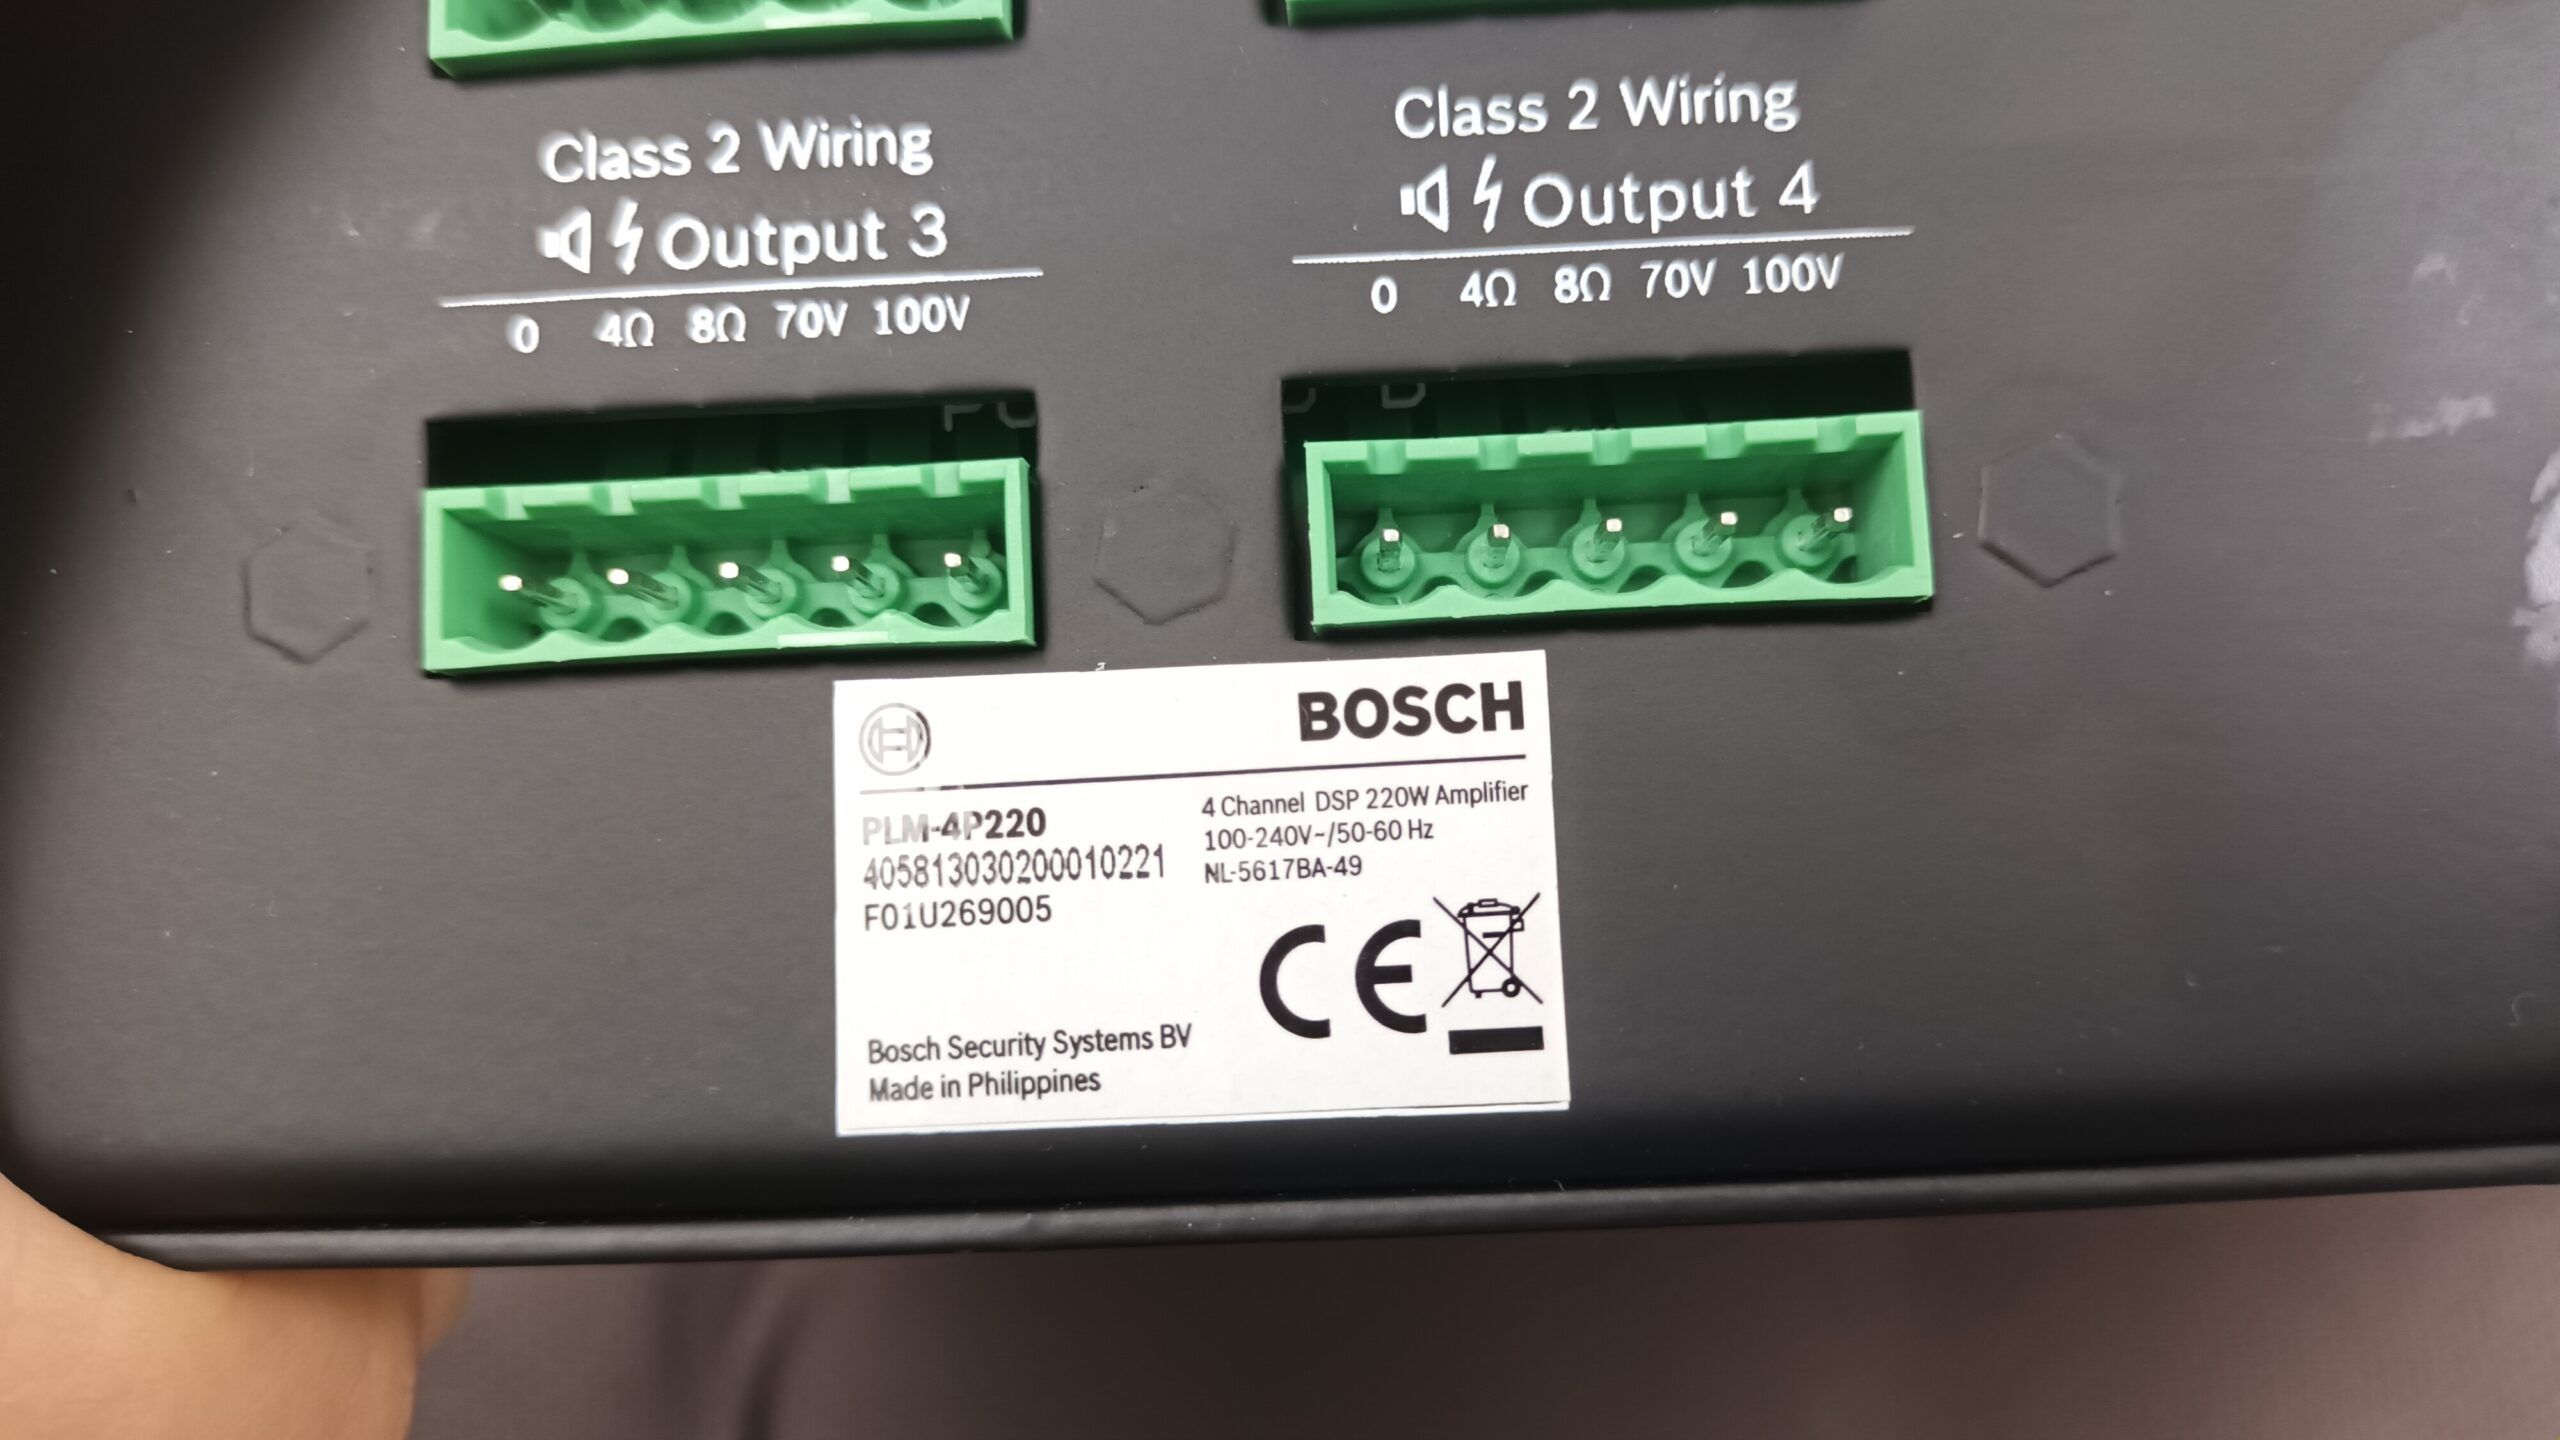 Class 2 Wiring
Output 3
0 4Ω 8Ω 70V 100V
Class 2 Wiring
Output 4
0 4Ω 8Ω 70V 100V
BOSCH
PLM-4P220
405813030200010221
F01U269005
4 Channel DSP 220W Amplifier
100-240V~/50-60 Hz
NL-5617BA-49
CE
Bosch Security Systems BV
Made in Philippines